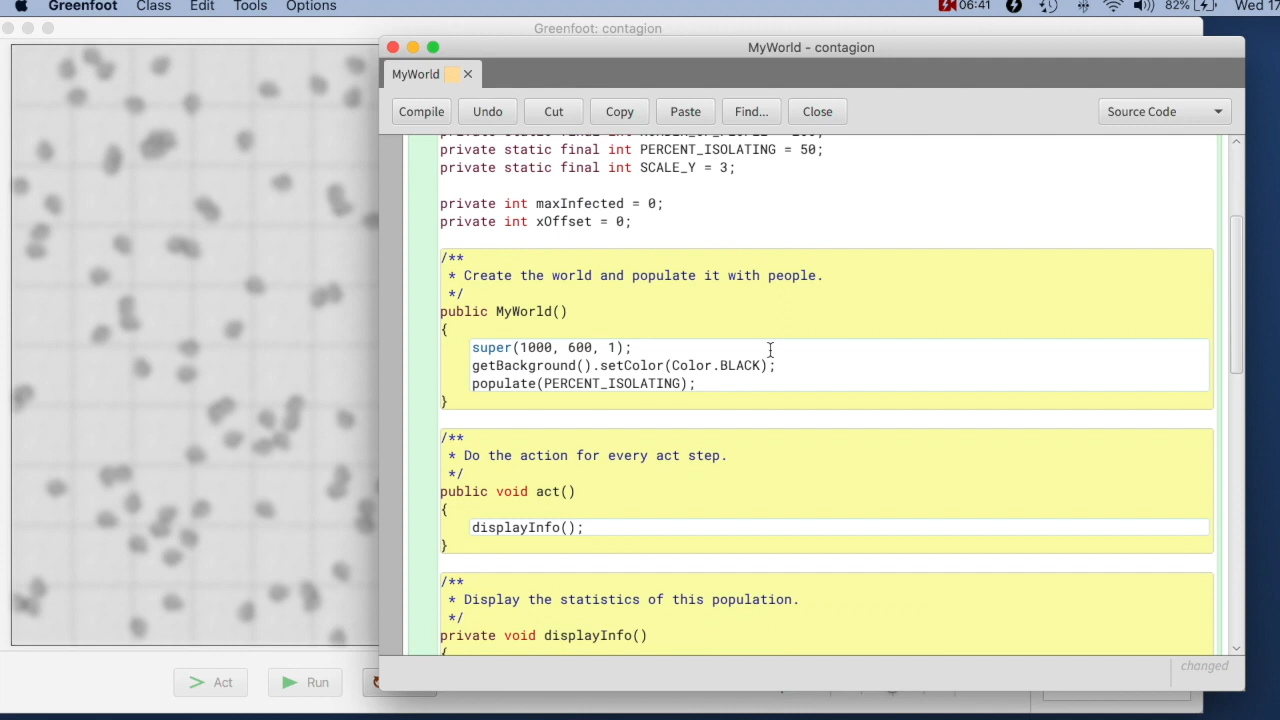 Greenfoot Class Edit Tools Options 06:41 82% Wed 17
Greenfoot: contagion
MyWorld - contagion
MyWorld
Compile Undo Cut Copy Paste Find... Close Source Code
private static final int PERCENT_ISOLATING = 50;
private static final int SCALE_Y = 3;
private int maxInfected = 0;
private int xOffset = 0;
/**
* Create the world and populate it with people.
*/
public MyWorld()
{
super(1000, 600, 1);
getBackground().setColor(Color.BLACK);
populate(PERCENT_ISOLATING);
}
/**
* Do the action for every act step.
*/
public void act()
{
displayInfo();
}
/**
* Display the statistics of this population.
*/
private void displayInfo()
{
changed
Act Run